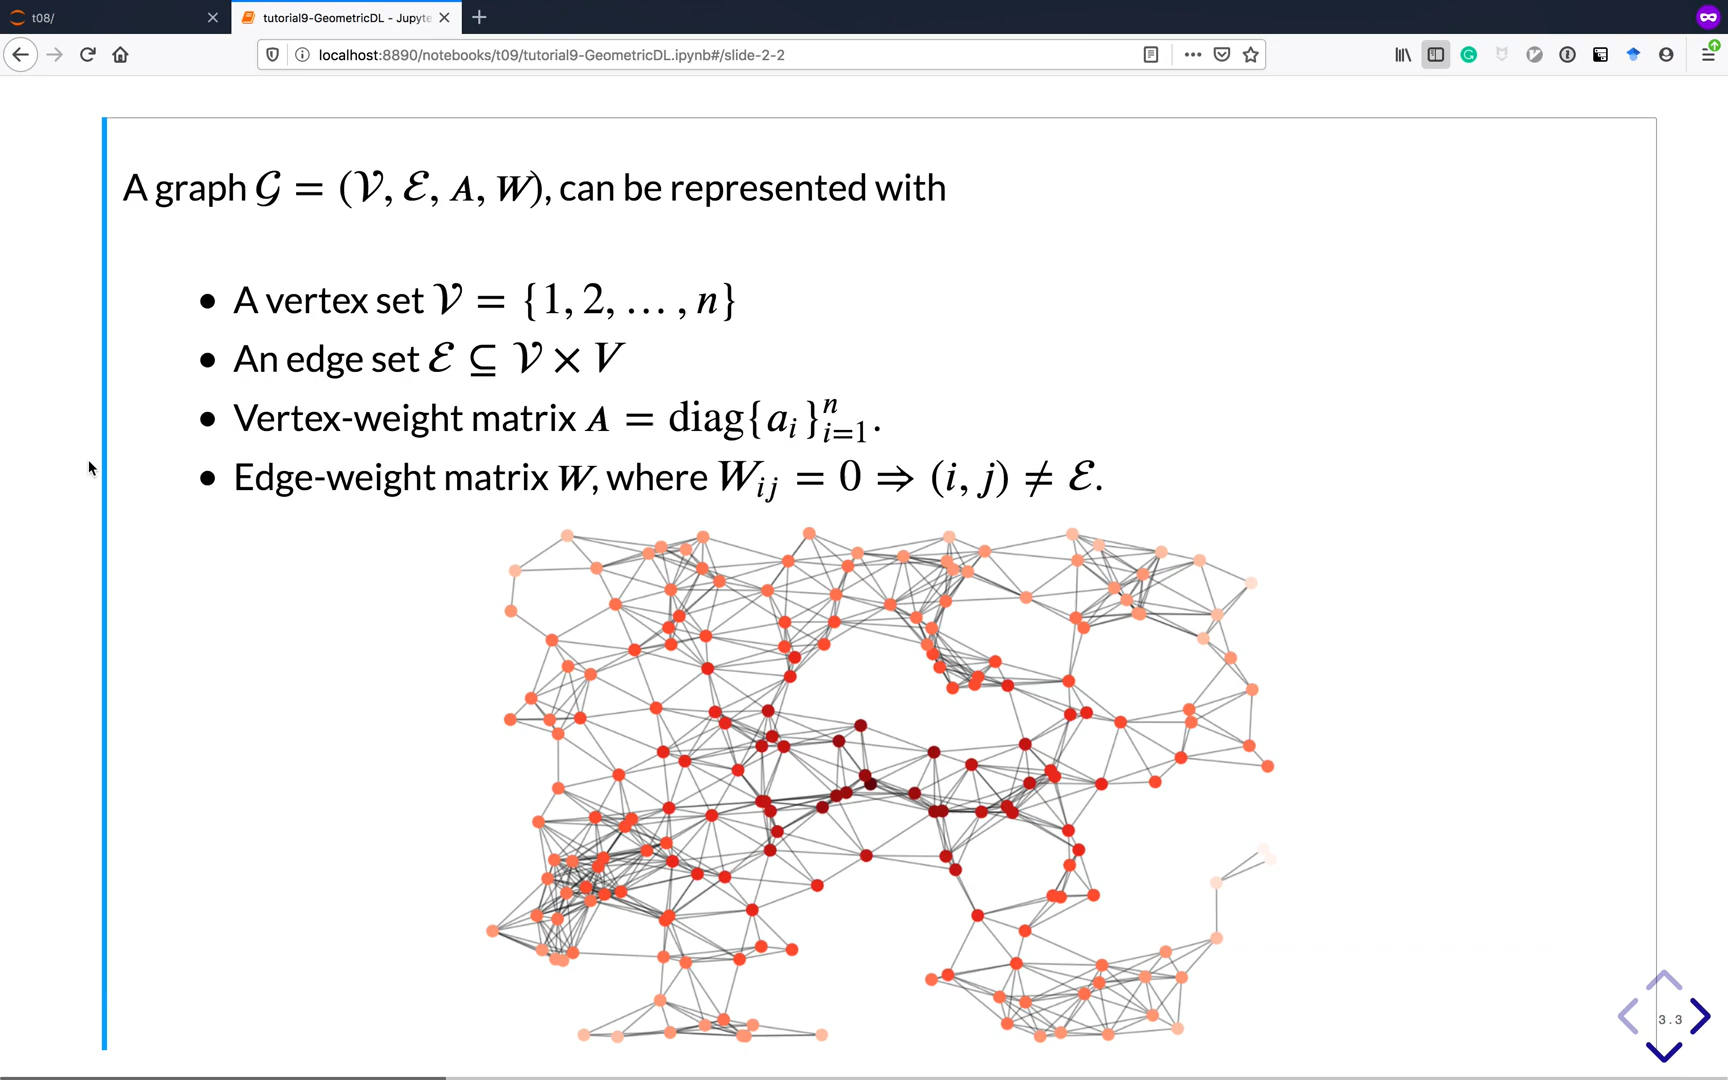 t08/
tutorial9-GeometricDL - Jupyte
localhost:8890/notebooks/t09/tutorial9-GeometricDL.ipynb#/slide-2-2
A graph 𝒢 = (𝒱, ℰ, A, W), can be represented with
• A vertex set 𝒱 = {1, 2, … , n}
• An edge set ℰ ⊆ 𝒱 × V
• Vertex-weight matrix A = diag{aᵢ}ⁿᵢ₌₁.
• Edge-weight matrix W, where Wᵢⱼ = 0 ⇒ (i, j) ≠ ℰ.
3.3